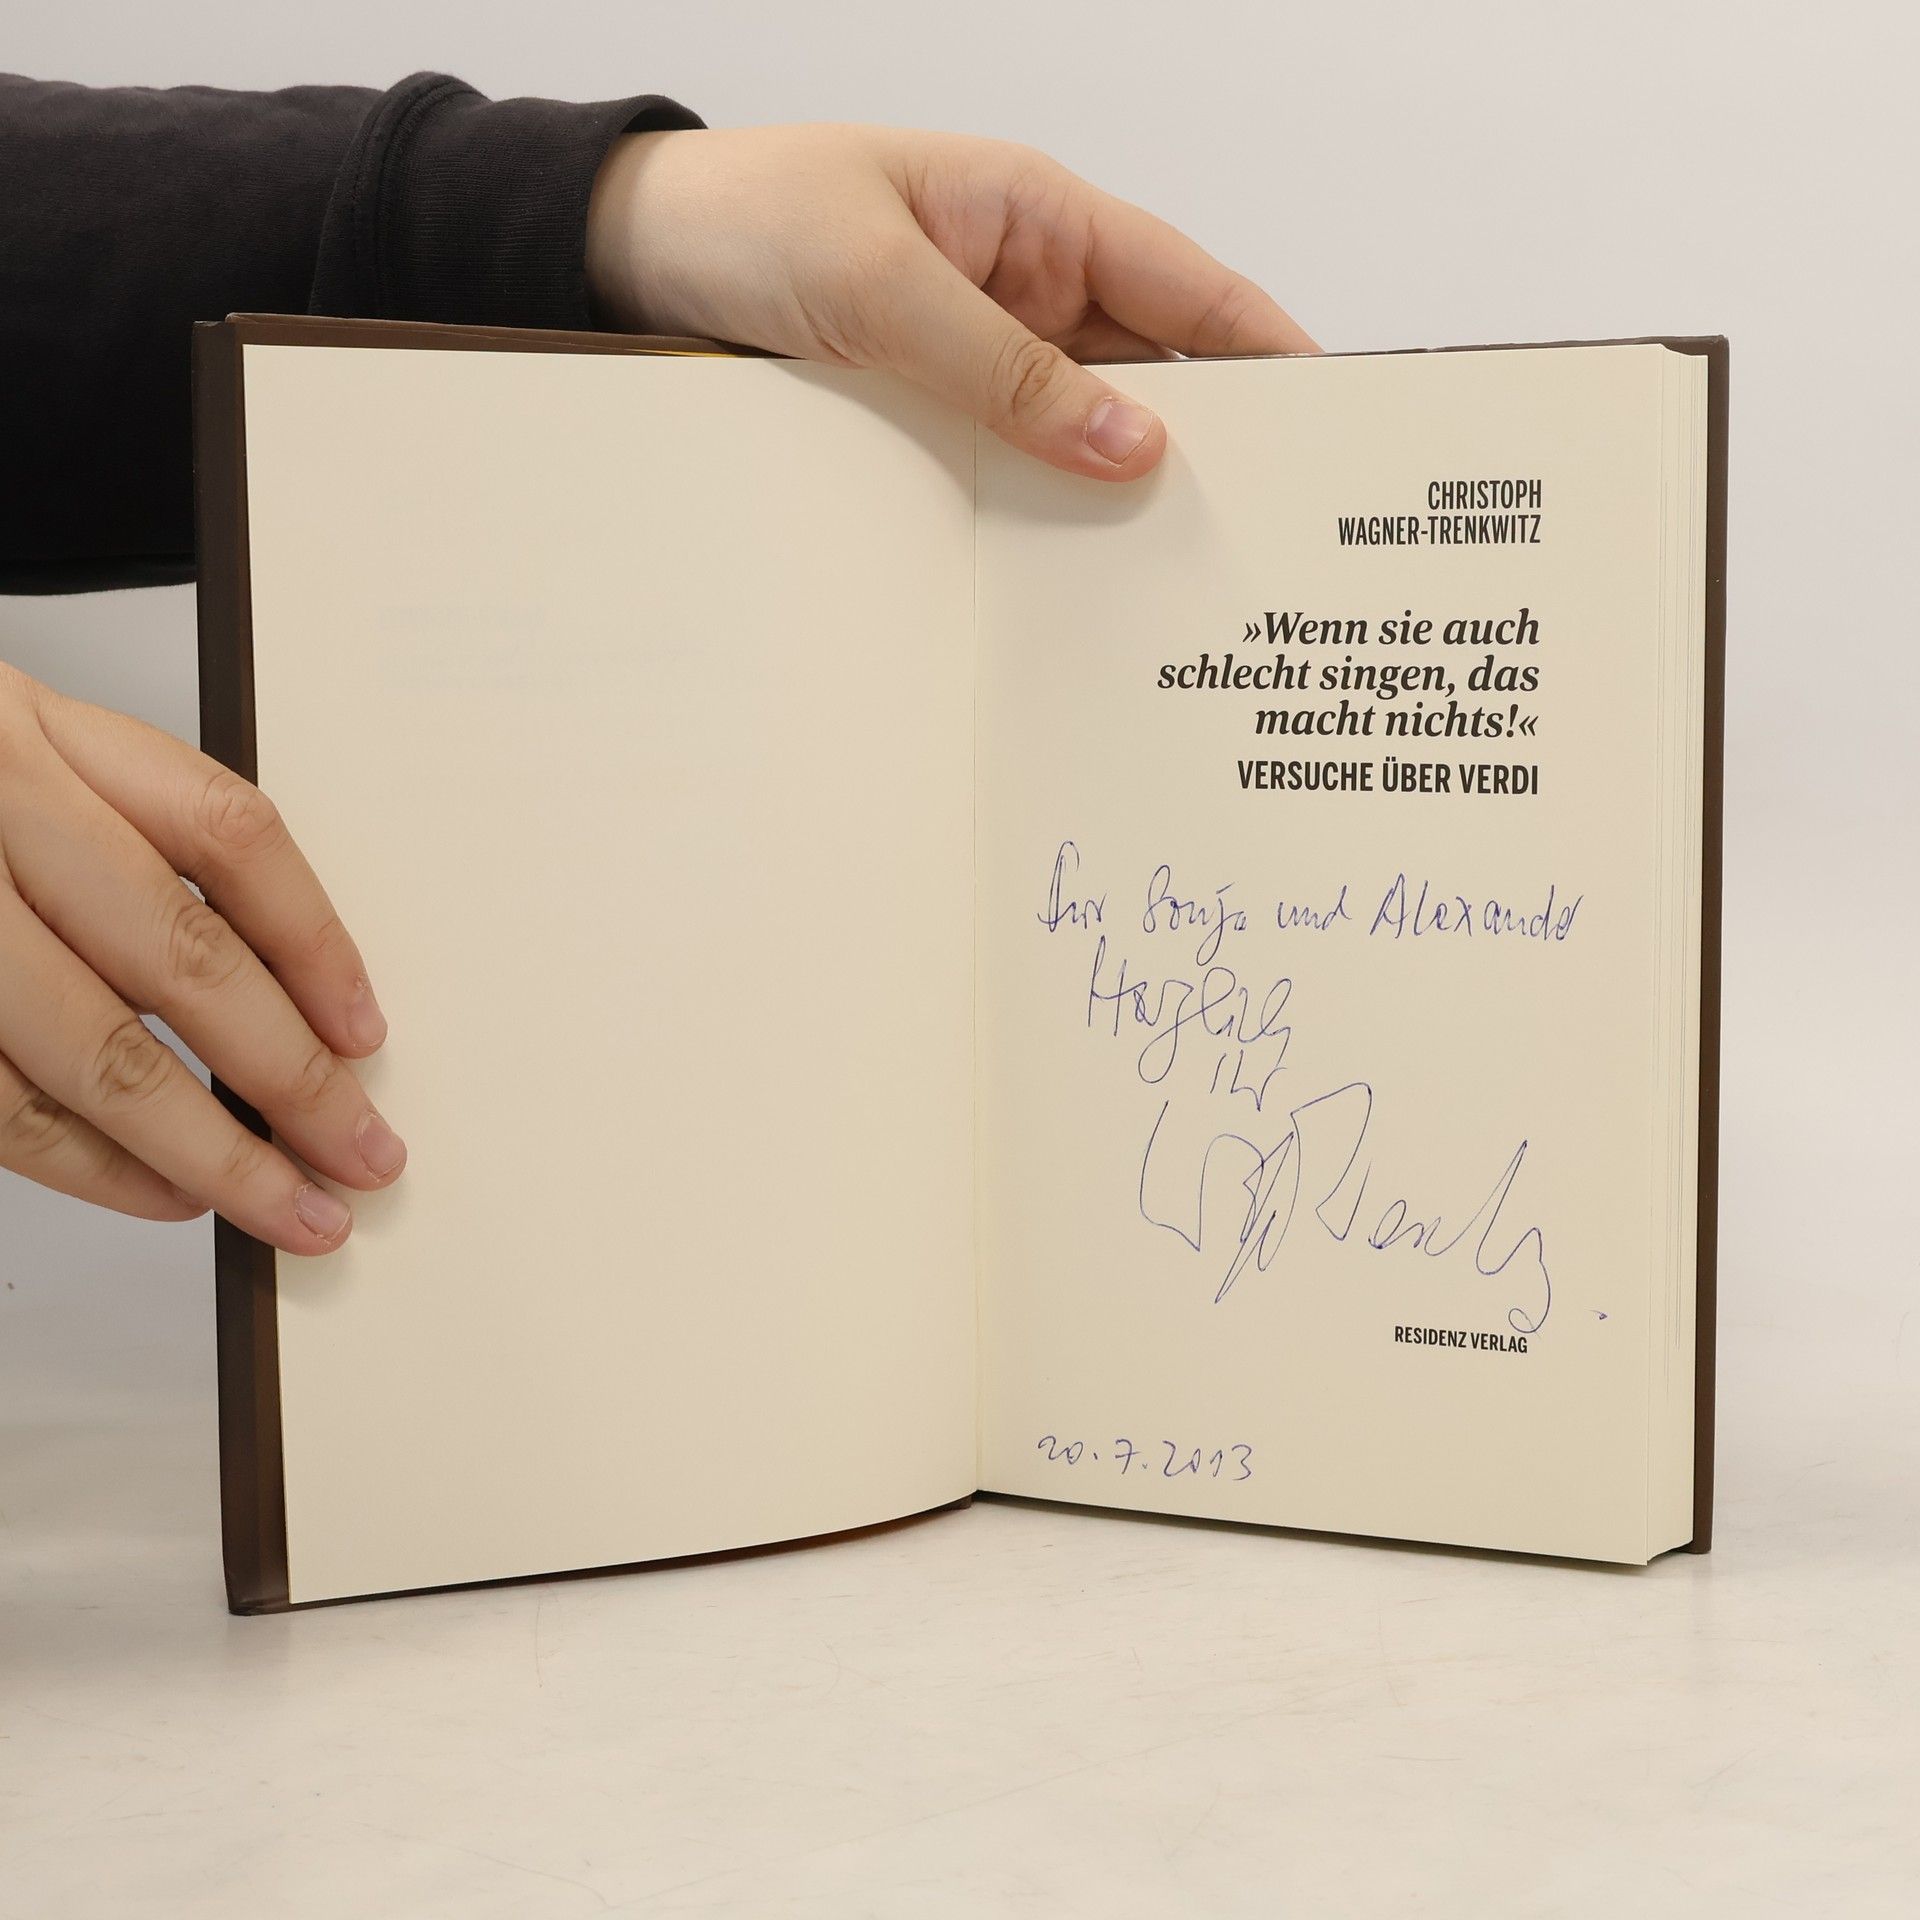 CHRISTOPH
WAGNER-TRENKWITZ
»Wenn sie auch
schlecht singen, das
macht nichts!«
VERSUCHE ÜBER VERDI
Für Sonja und Alexander
Herzlich
Ihr
RESIDENZ VERLAG
20.7.2013